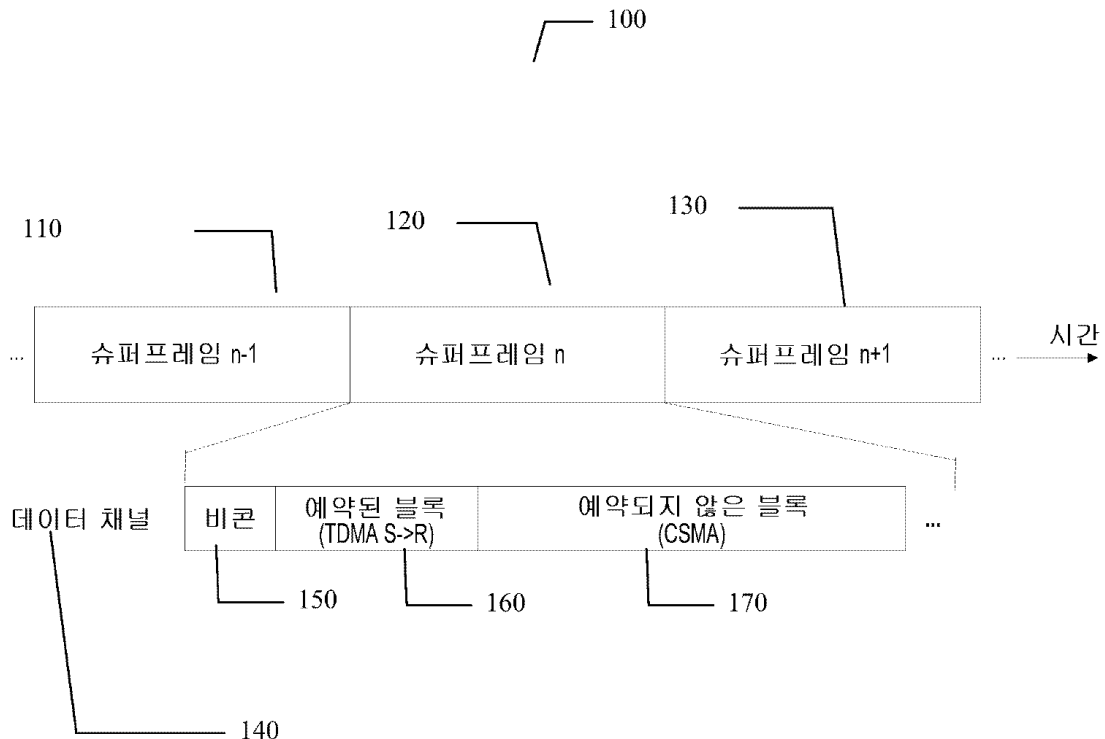 100
110
120
130
... 슈퍼프레임 n-1 슈퍼프레임 n 슈퍼프레임 n+1 ... 시간
데이터 채널 비콘 예약된 블록 예약되지 않은 블록 ...
(TDMA S->R) (CSMA)
150 160 170
140